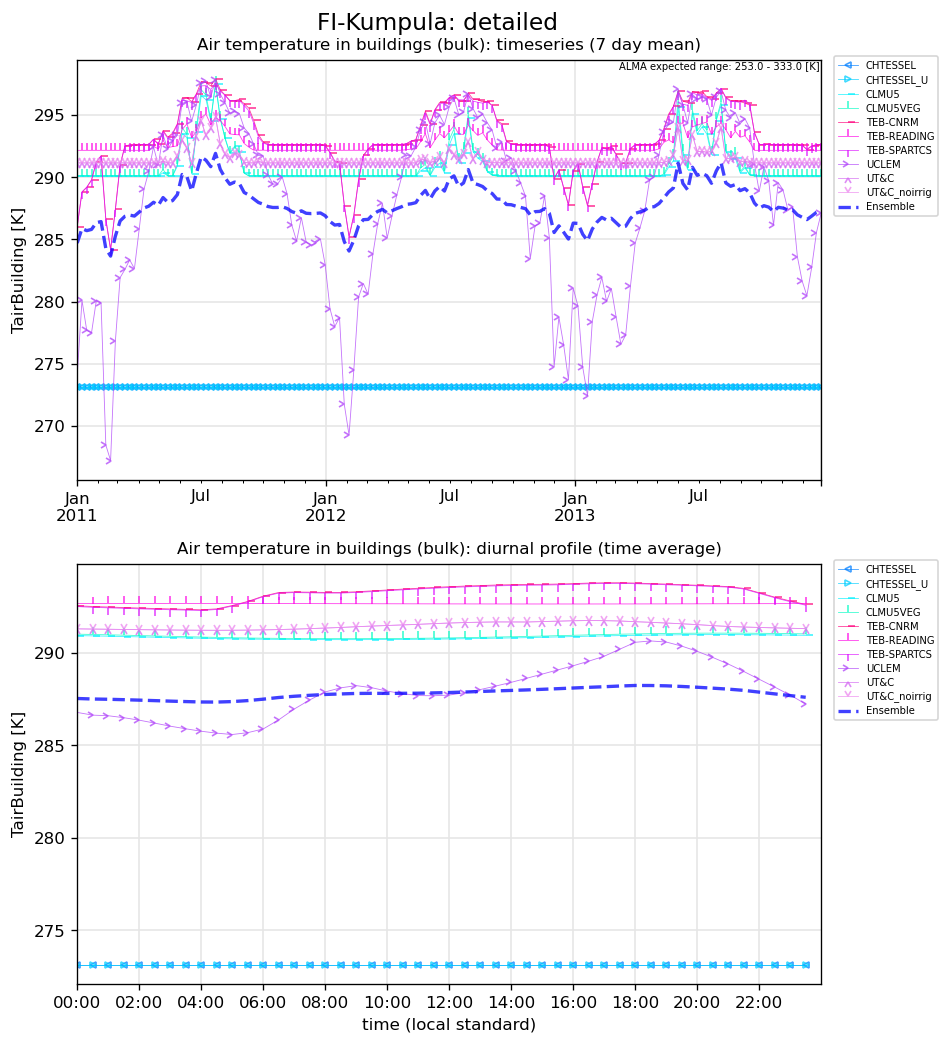 FI-Kumpula: detailed
Air temperature in buildings (bulk): timeseries (7 day mean)
ALMA expected range: 253.0 - 333.0 [K]
TairBuilding [K]
295
290
285
280
275
270
Jan
2011
Jul
Jan
2012
Jul
Jan
2013
Jul
CHTESSEL
CHTESSEL_U
CLMU5
CLMU5VEG
TEB-CNRM
TEB-READING
TEB-SPARTCS
UCLEM
UT&C
UT&C_noirrig
Ensemble
Air temperature in buildings (bulk): diurnal profile (time average)
TairBuilding [K]
290
285
280
275
00:00
02:00
04:00
06:00
08:00
10:00
12:00
14:00
16:00
18:00
20:00
22:00
time (local standard)
CHTESSEL
CHTESSEL_U
CLMU5
CLMU5VEG
TEB-CNRM
TEB-READING
TEB-SPARTCS
UCLEM
UT&C
UT&C_noirrig
Ensemble